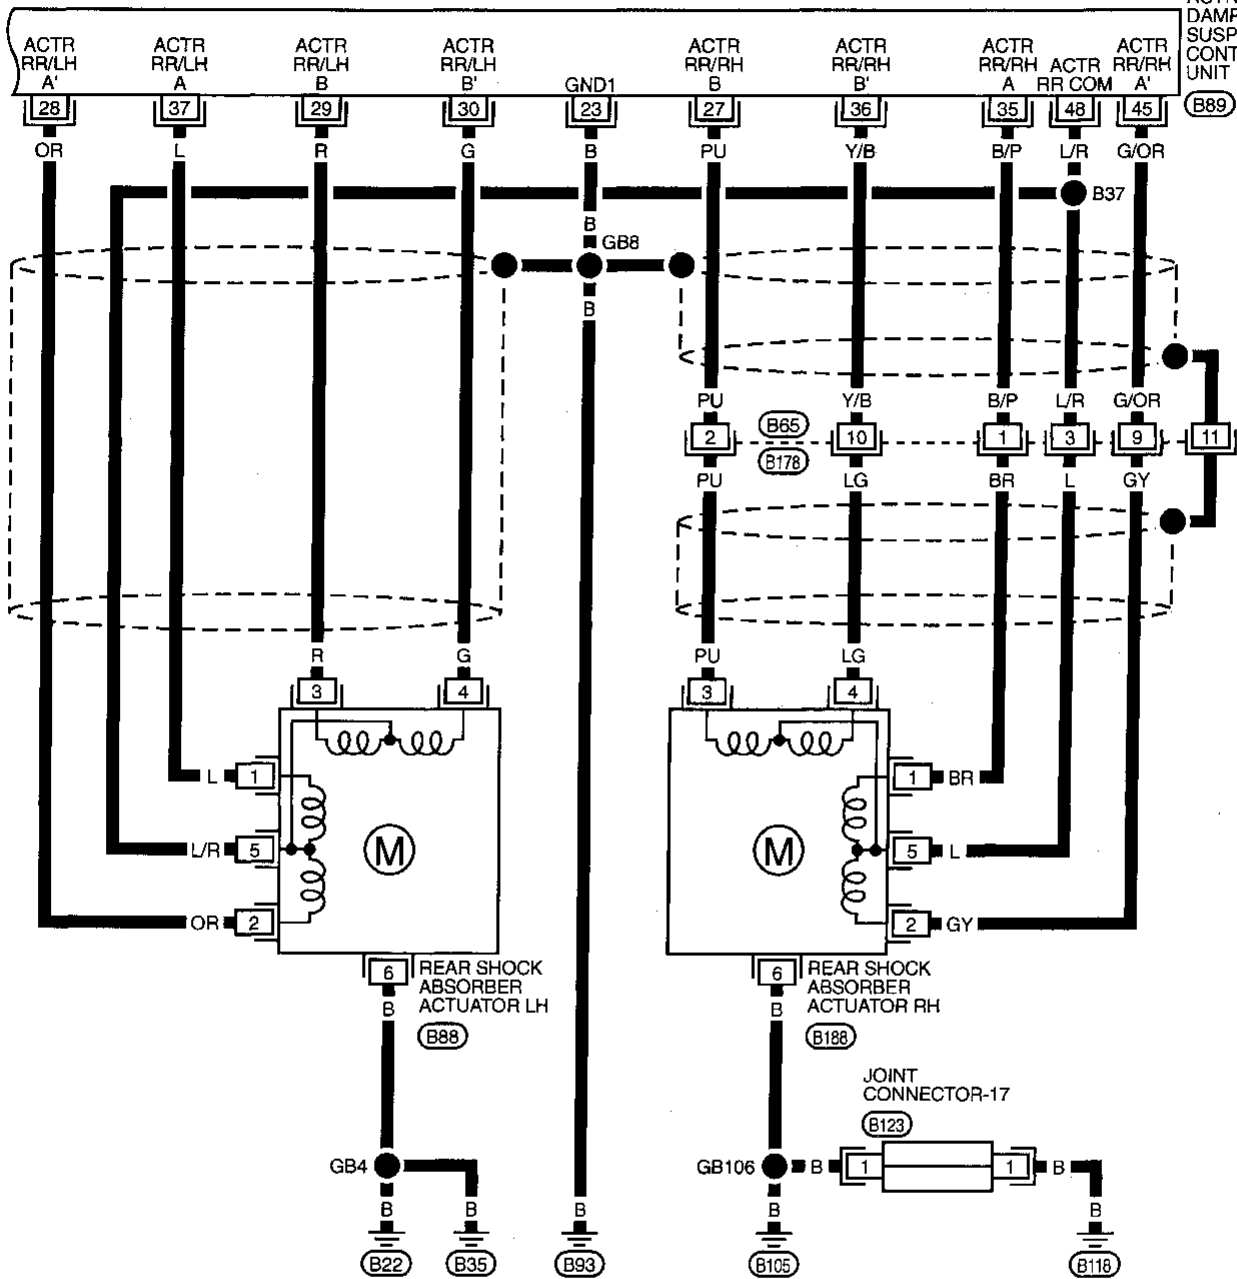 DAMP
SUSP
CONT
UNIT
B89
ACTR RR/LH A'
ACTR RR/LH A
ACTR RR/LH B
ACTR RR/LH B'
GND1
ACTR RR/RH B
ACTR RR/RH B'
ACTR RR/RH A
ACTR RR COM
ACTR RR/RH A'
28 37 29 30 23 27 36 35 48 45
OR L R G B PU Y/B B/P L/R G/OR
B37
B
GB8
B
PU Y/B B/P L/R G/OR
2 B65 10 1 3 9 11
B178
PU LG BR L GY
R G PU LG
3 4 3 4
L 1 1 BR
M M
L/R 5 5 L
OR 2 2 GY
6 REAR SHOCK
ABSORBER
ACTUATOR LH
B88
6 REAR SHOCK
ABSORBER
ACTUATOR RH
B188
B B
JOINT
CONNECTOR-17
B123
GB4 GB106 B 1 1 B
B B B B B
B22 B35 B93 B105 B118